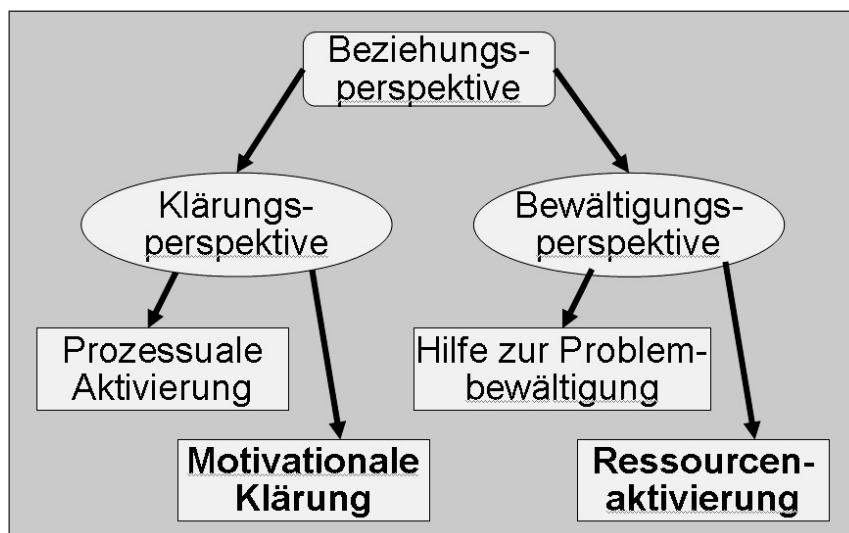 Beziehungs-
perspektive
Klärungs-
perspektive
Bewältigungs-
perspektive
Prozessuale
Aktivierung
Hilfe zur Problem-
bewältigung
Motivationale
Klärung
Ressourcen-
aktivierung